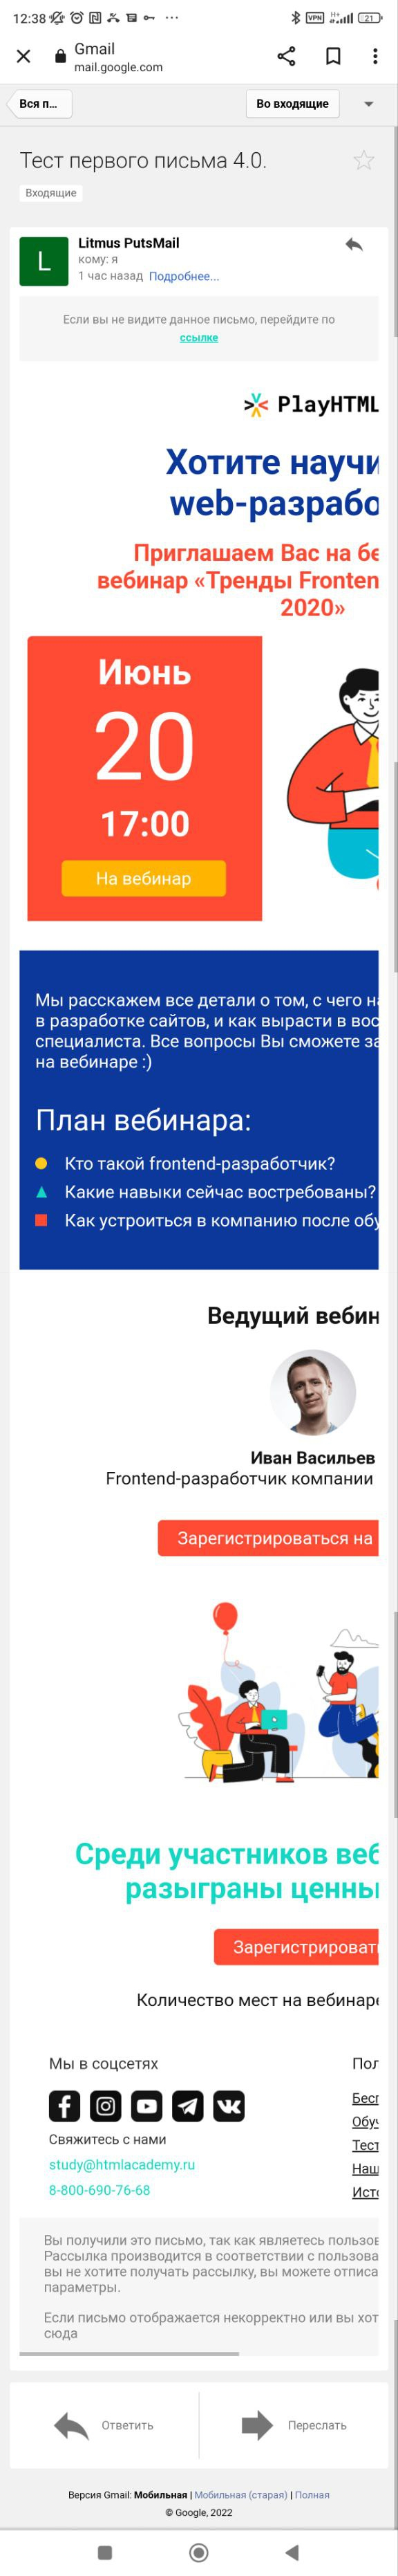 12:38
VPN
H+
21
Gmail
mail.google.com
Вся п...
Во входящие
Тест первого письма 4.0.
Входящие
L
Litmus PutsMail
кому: я
1 час назад Подробнее...
Если вы не видите данное письмо, перейдите по
ссылке
PlayHTML
Хотите научи
web-разрабо
Приглашаем Вас на бе
вебинар «Тренды Fronten
2020»
Июнь
20
17:00
На вебинар
Мы расскажем все детали о том, с чего на
в разработке сайтов, и как вырасти в вос
специалиста. Все вопросы Вы сможете за
на вебинаре :)
План вебинара:
Кто такой frontend-разработчик?
Какие навыки сейчас востребованы?
Как устроиться в компанию после обу
Ведущий вебин
Иван Васильев
Frontend-разработчик компании
Зарегистрироваться на
Среди участников веб
разыграны ценны
Зарегистрироват
Количество мест на вебинаре
Мы в соцсетях
Свяжитесь с нами
study@htmlacademy.ru
8-800-690-76-68
Пол
Бесп
Обуч
Тест
Наш
Исто
Вы получили это письмо, так как являетесь пользов
Рассылка производится в соответствии с пользова
вы не хотите получать рассылку, вы можете отписа
параметры.
Если письмо отображается некорректно или вы хот
сюда
Ответить
Переслать
Версия Gmail: Мобильная | Мобильная (старая) | Полная
© Google, 2022